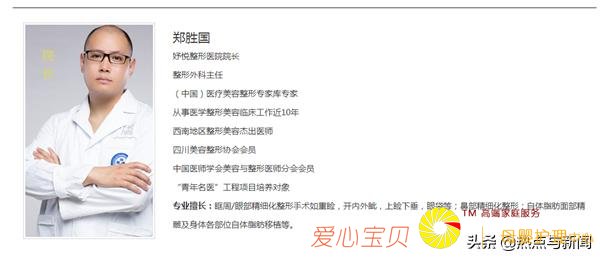 郑胜国
妤悦整形医院院长
整形外科主任
（中国）医疗美容整形专家库专家
从事医学整形美容临床工作近10年
西南地区整形美容杰出医师
四川美容整形协会会员
中国医师学会美容与整形医师分会会员
“青年名医”工程项目培养对象
专业擅长：眶周/眼部精细化整形手术如重睑，开内外眦，上睑下垂，眼袋等；鼻部精细化整形；自体脂肪面部精
雕及身体各部位自体脂肪移植等。
TM 高端家庭服务
爱心宝贝
母婴护理
头条@热点与新闻